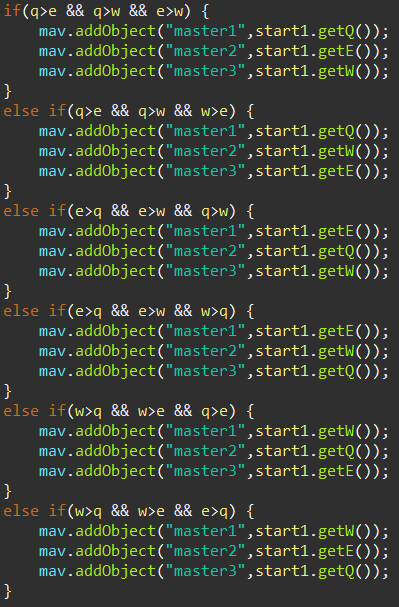 if(q>e && q>w && e>w) {
    mav.addObject("master1",start1.getQ());
    mav.addObject("master2",start1.getE());
    mav.addObject("master3",start1.getW());
}
else if(q>e && q>w && w>e) {
    mav.addObject("master1",start1.getQ());
    mav.addObject("master2",start1.getW());
    mav.addObject("master3",start1.getE());
}
else if(e>q && e>w && q>w) {
    mav.addObject("master1",start1.getE());
    mav.addObject("master2",start1.getQ());
    mav.addObject("master3",start1.getW());
}
else if(e>q && e>w && w>q) {
    mav.addObject("master1",start1.getE());
    mav.addObject("master2",start1.getW());
    mav.addObject("master3",start1.getQ());
}
else if(w>q && w>e && q>e) {
    mav.addObject("master1",start1.getW());
    mav.addObject("master2",start1.getQ());
    mav.addObject("master3",start1.getE());
}
else if(w>q && w>e && e>q) {
    mav.addObject("master1",start1.getW());
    mav.addObject("master2",start1.getE());
    mav.addObject("master3",start1.getQ());
}